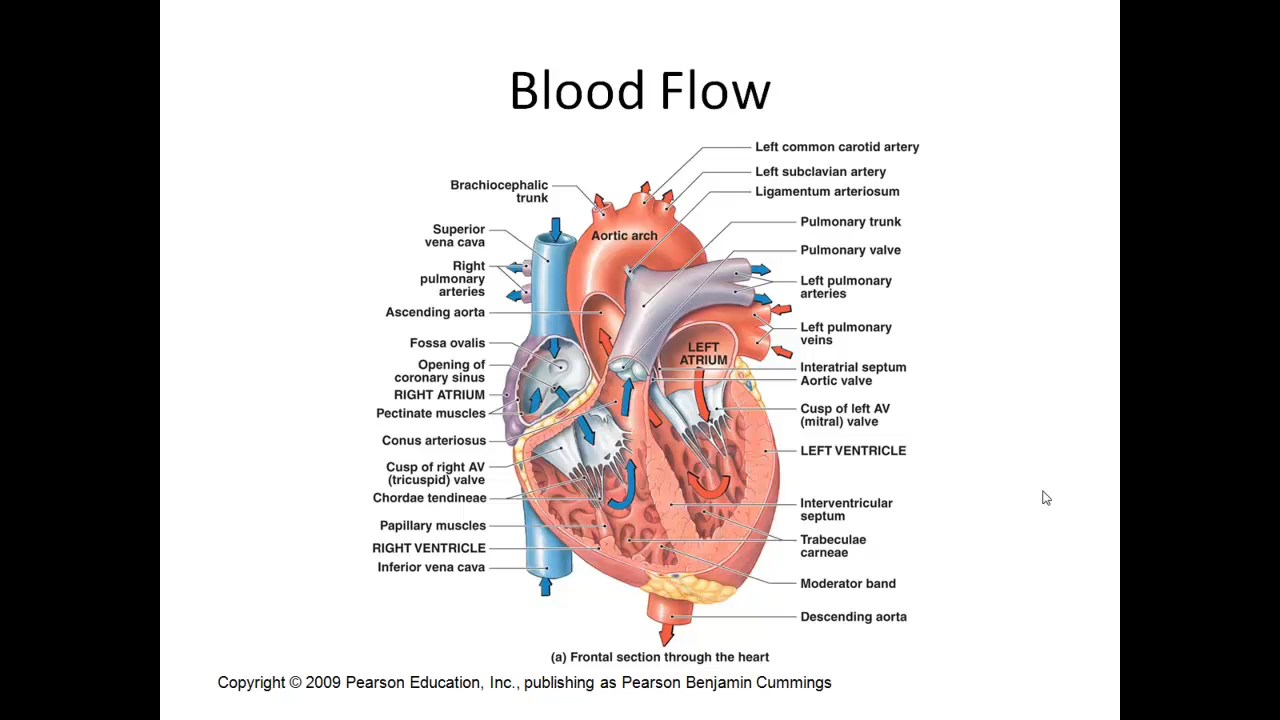 Blood Flow
Left common carotid artery
Left subclavian artery
Ligamentum arteriosum
Pulmonary trunk
Pulmonary valve
Left pulmonary
arteries
Left pulmonary
veins
Interatrial septum
Aortic valve
Cusp of left AV
(mitral) valve
LEFT VENTRICLE
Interventricular
septum
Trabeculae
carneae
Moderator band
Descending aorta
Brachiocephalic
trunk
Superior
vena cava
Right
pulmonary
arteries
Ascending aorta
Fossa ovalis
Opening of
coronary sinus
RIGHT ATRIUM
Pectinate muscles
Conus arteriosus
Cusp of right AV
(tricuspid) valve
Chordae tendineae
Papillary muscles
RIGHT VENTRICLE
Inferior vena cava
Aortic arch
LEFT
ATRIUM
(a) Frontal section through the heart
Copyright © 2009 Pearson Education, Inc., publishing as Pearson Benjamin Cummings